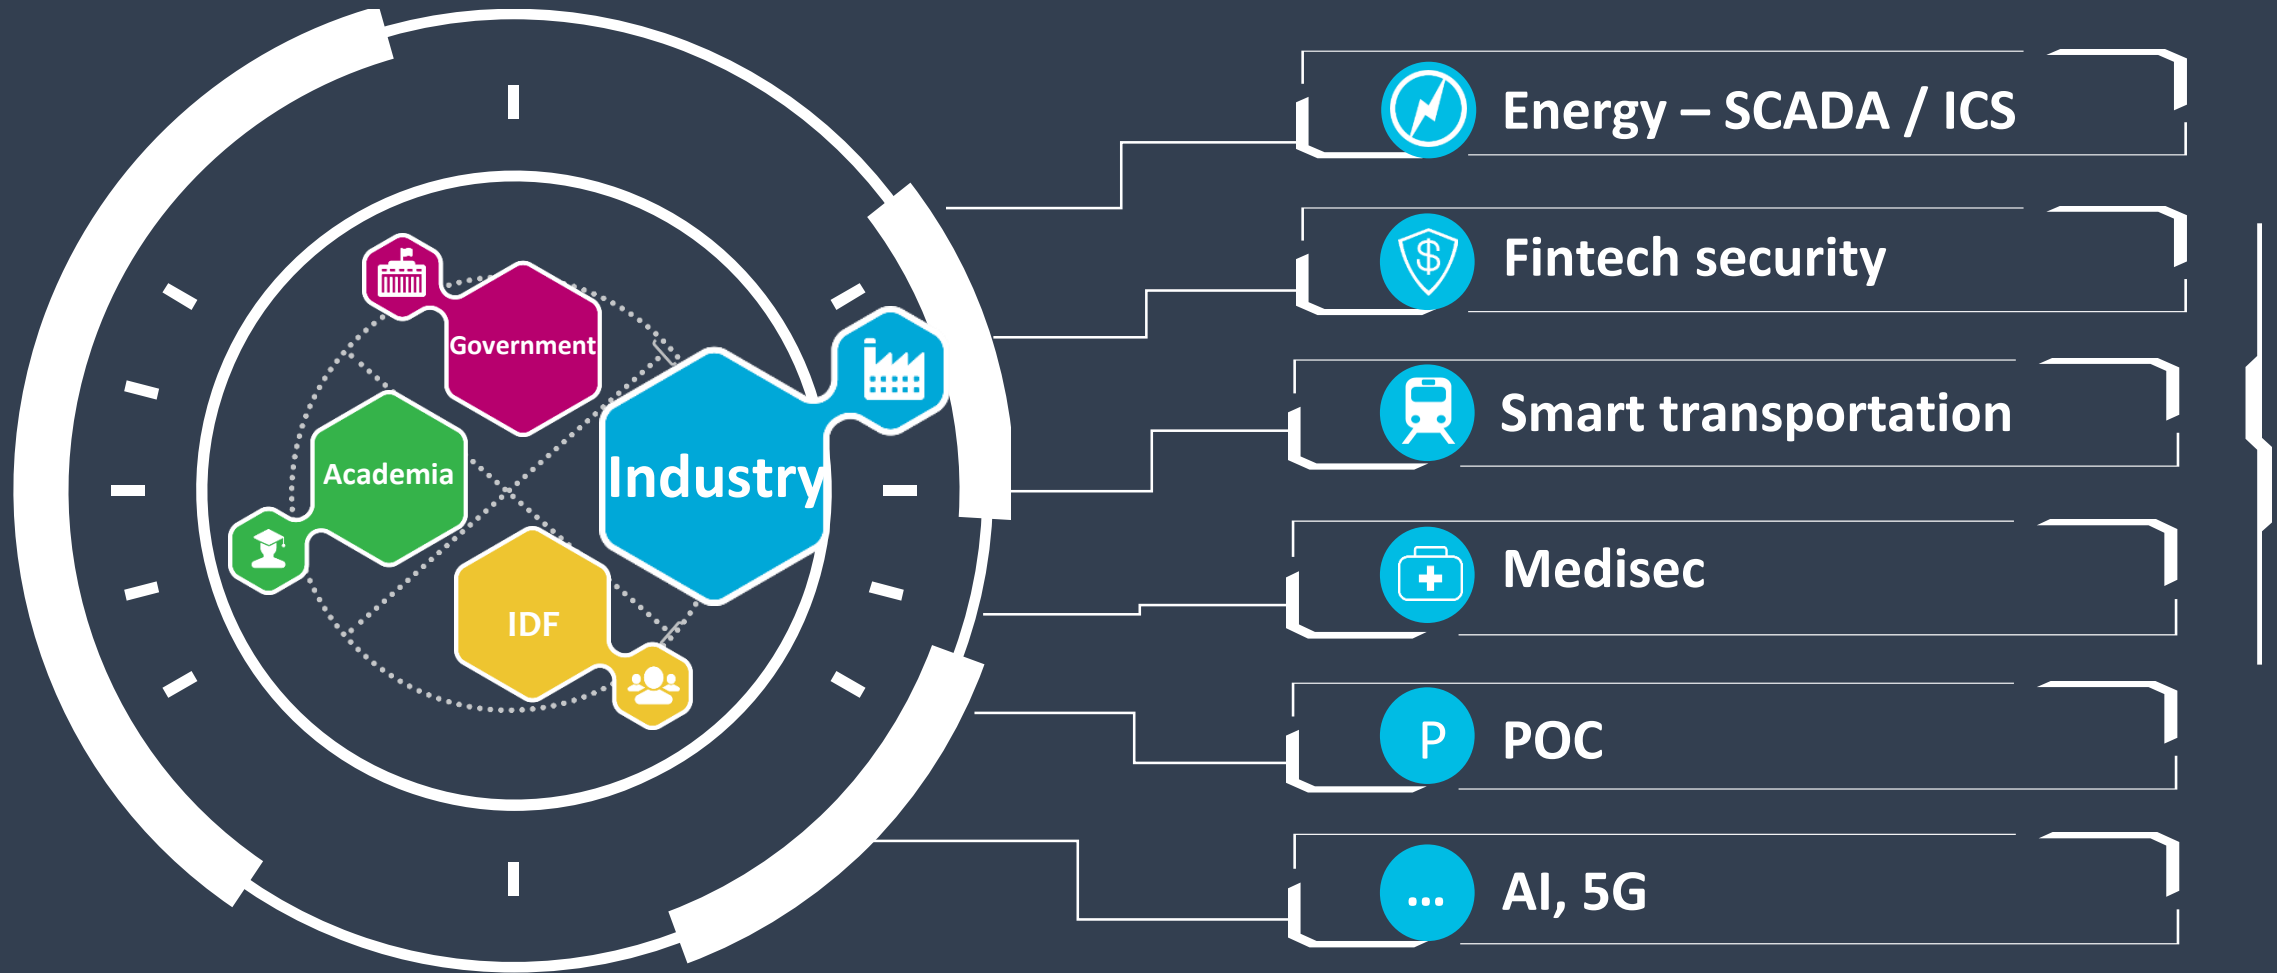 Government
Academia
Industry
IDF
Energy – SCADA / ICS
$
Fintech security
Smart transportation
Medisec
P
POC
...
AI, 5G